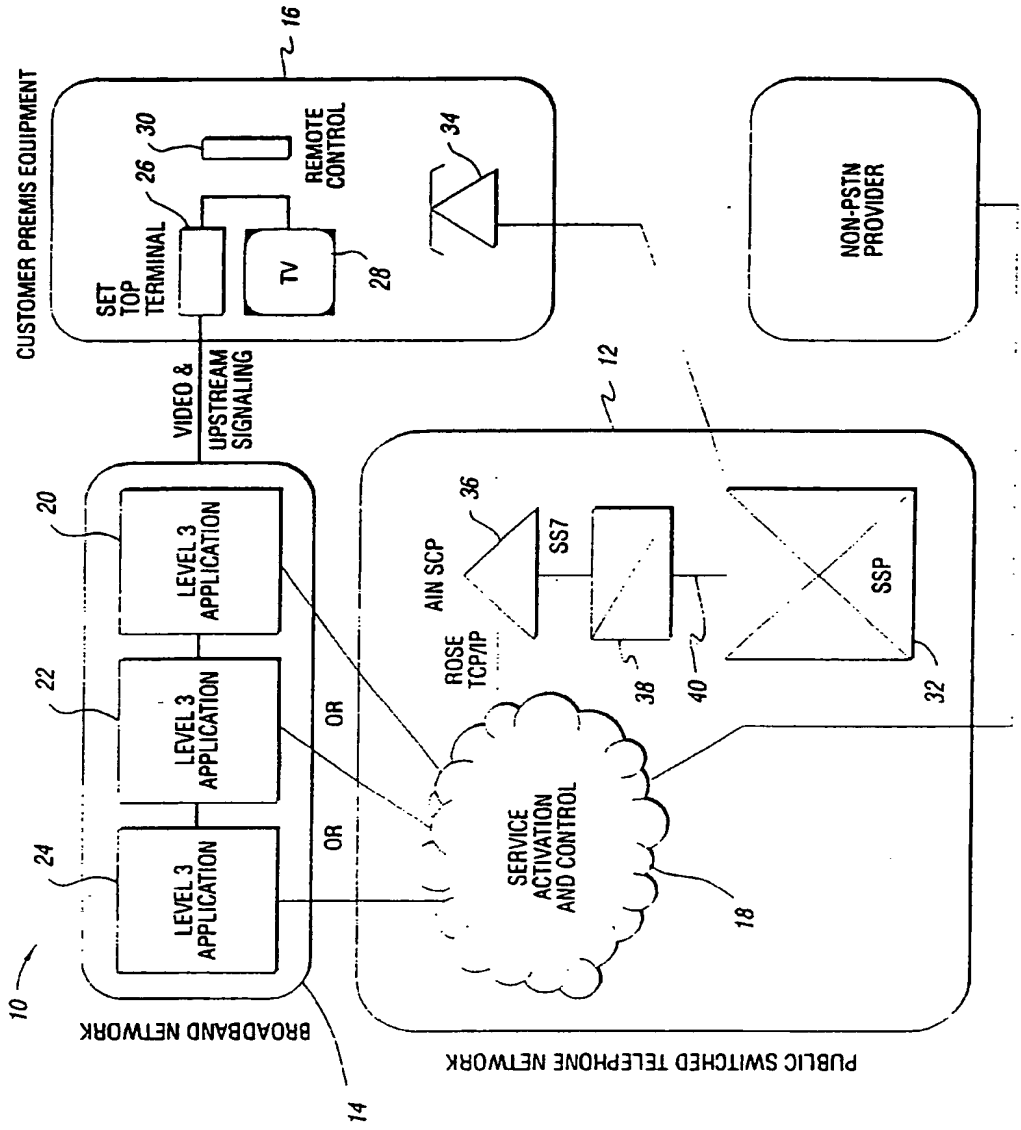 10
24
22
20
LEVEL 3
APPLICATION
LEVEL 3
APPLICATION
LEVEL 3
APPLICATION
BROADBAND NETWORK
14
OR
OR
VIDEO &
UPSTREAM
SIGNALING
CUSTOMER PREMIS EQUIPMENT
16
SET
TOP
TERMINAL
26
30
TV
28
REMOTE
CONTROL
34
12
PUBLIC SWITCHED TELEPHONE NETWORK
SERVICE
ACTIVATION
AND CONTROL
18
ROSE
TCP/IP
AIN SCP
36
SS7
38
40
SSP
32
NON-PSTN
PROVIDER